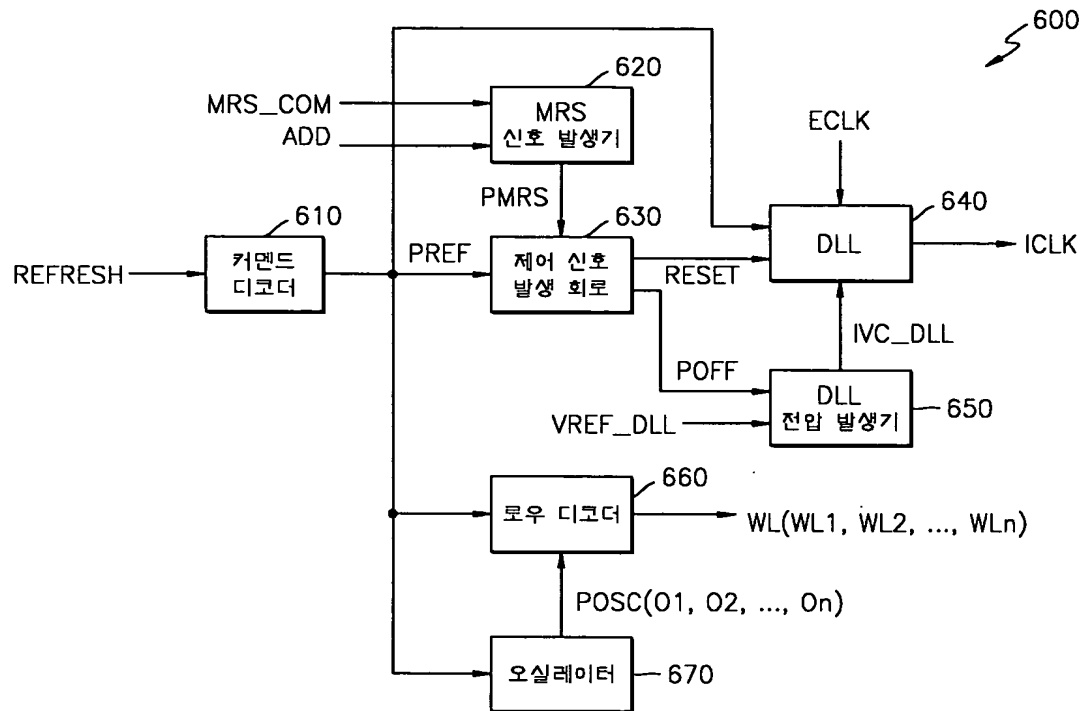 600
620
MRS_COM
MRS
신호 발생기
ADD
ECLK
PMRS
610
630
640
REFRESH
커멘드
디코더
PREF
제어 신호
발생 회로
RESET
DLL
ICLK
IVC_DLL
POFF
DLL
전압 발생기
650
VREF_DLL
660
로우 디코더
WL(WL1, WL2, ..., WLn)
POSC(O1, O2, ..., On)
오실레이터
670